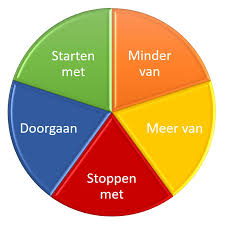 Starten
met
Minder
van
Doorgaan
Meer van
Stoppen
met